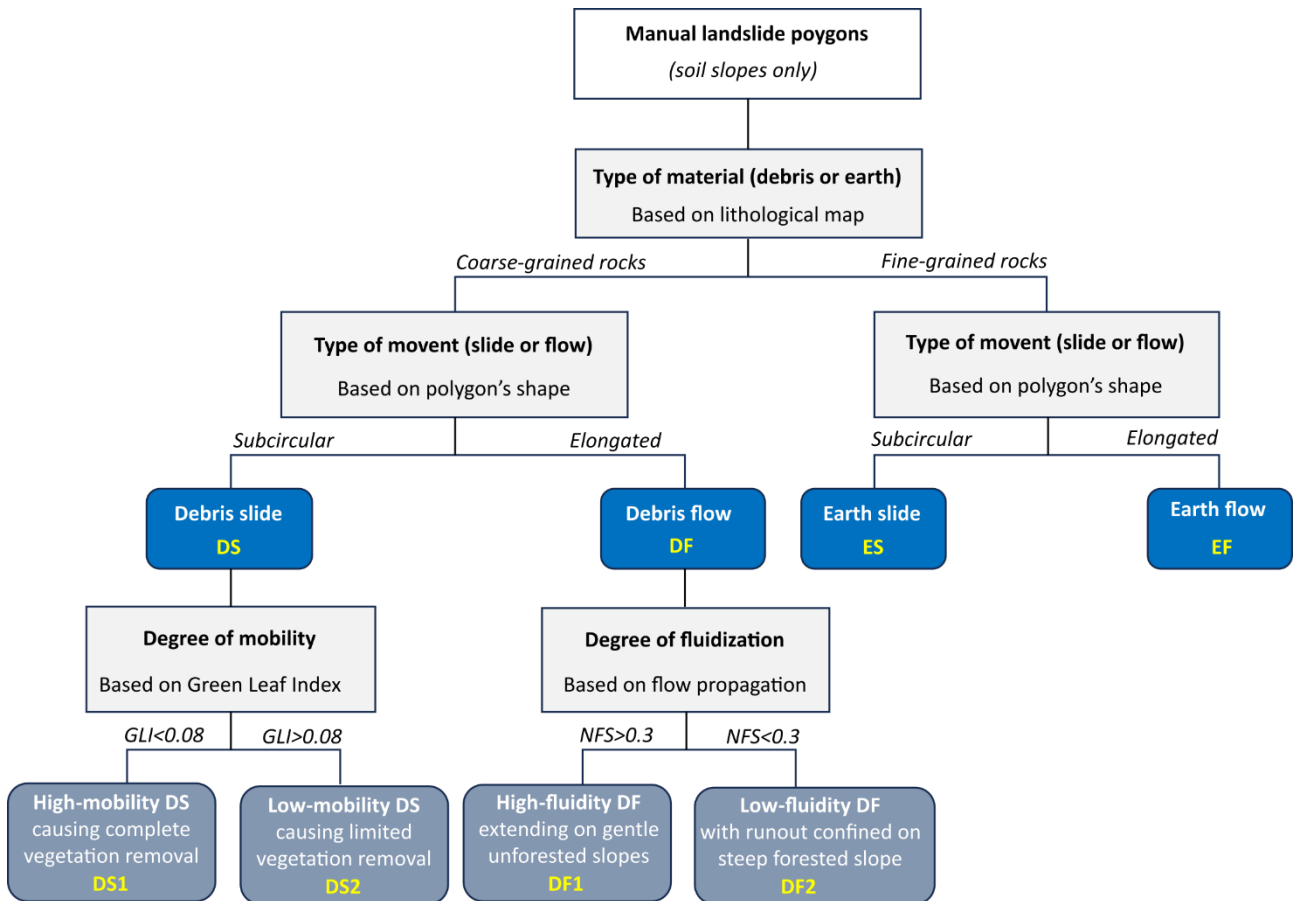 Manual landslide poygons
(soil slopes only)
Type of material (debris or earth)
Based on lithological map
Coarse-grained rocks
Fine-grained rocks
Type of movent (slide or flow)
Based on polygon’s shape
Type of movent (slide or flow)
Based on polygon’s shape
Subcircular
Elongated
Subcircular
Elongated
Debris slide
DS
Debris flow
DF
Earth slide
ES
Earth flow
EF
Degree of mobility
Based on Green Leaf Index
Degree of fluidization
Based on flow propagation
GLI<0.08
GLI>0.08
NFS>0.3
NFS<0.3
High-mobility DS
causing complete
vegetation removal
DS1
Low-mobility DS
causing limited
vegetation removal
DS2
High-fluidity DF
extending on gentle
unforested slopes
DF1
Low-fluidity DF
with runout confined on
steep forested slope
DF2